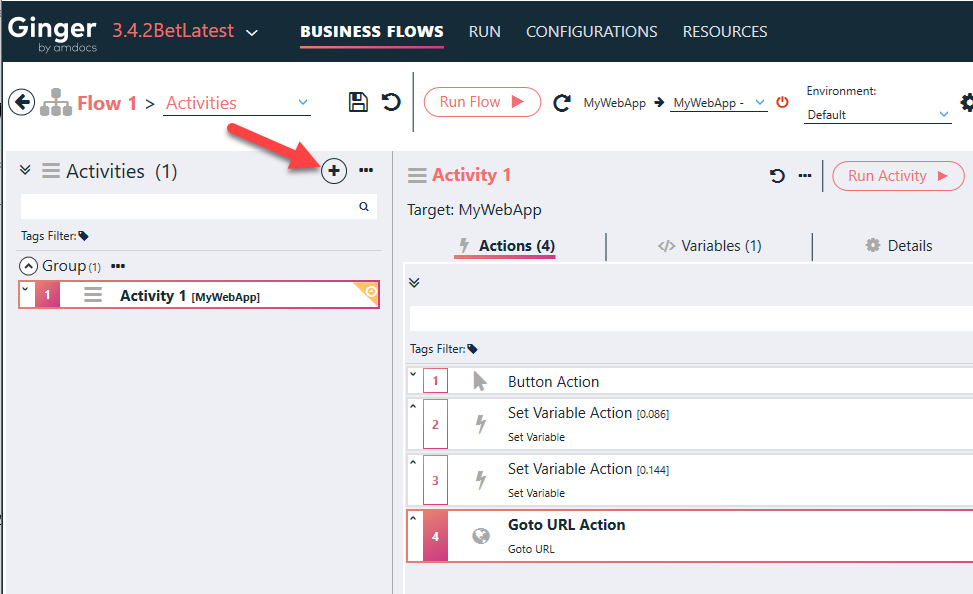 Ginger
by amdocs
3.4.2BetLatest
BUSINESS FLOWS
RUN
CONFIGURATIONS
RESOURCES
Flow 1 > Activities
Run Flow
MyWebApp
MyWebApp -
Environment:
Default
Activities (1)
Tags Filter:
Group (1)
1 Activity 1 [MyWebApp]
Activity 1
Run Activity
Target: MyWebApp
Actions (4)
</> Variables (1)
Details
Tags Filter:
1 Button Action
2 Set Variable Action [0.086]
Set Variable
3 Set Variable Action [0.144]
Set Variable
4 Goto URL Action
Goto URL